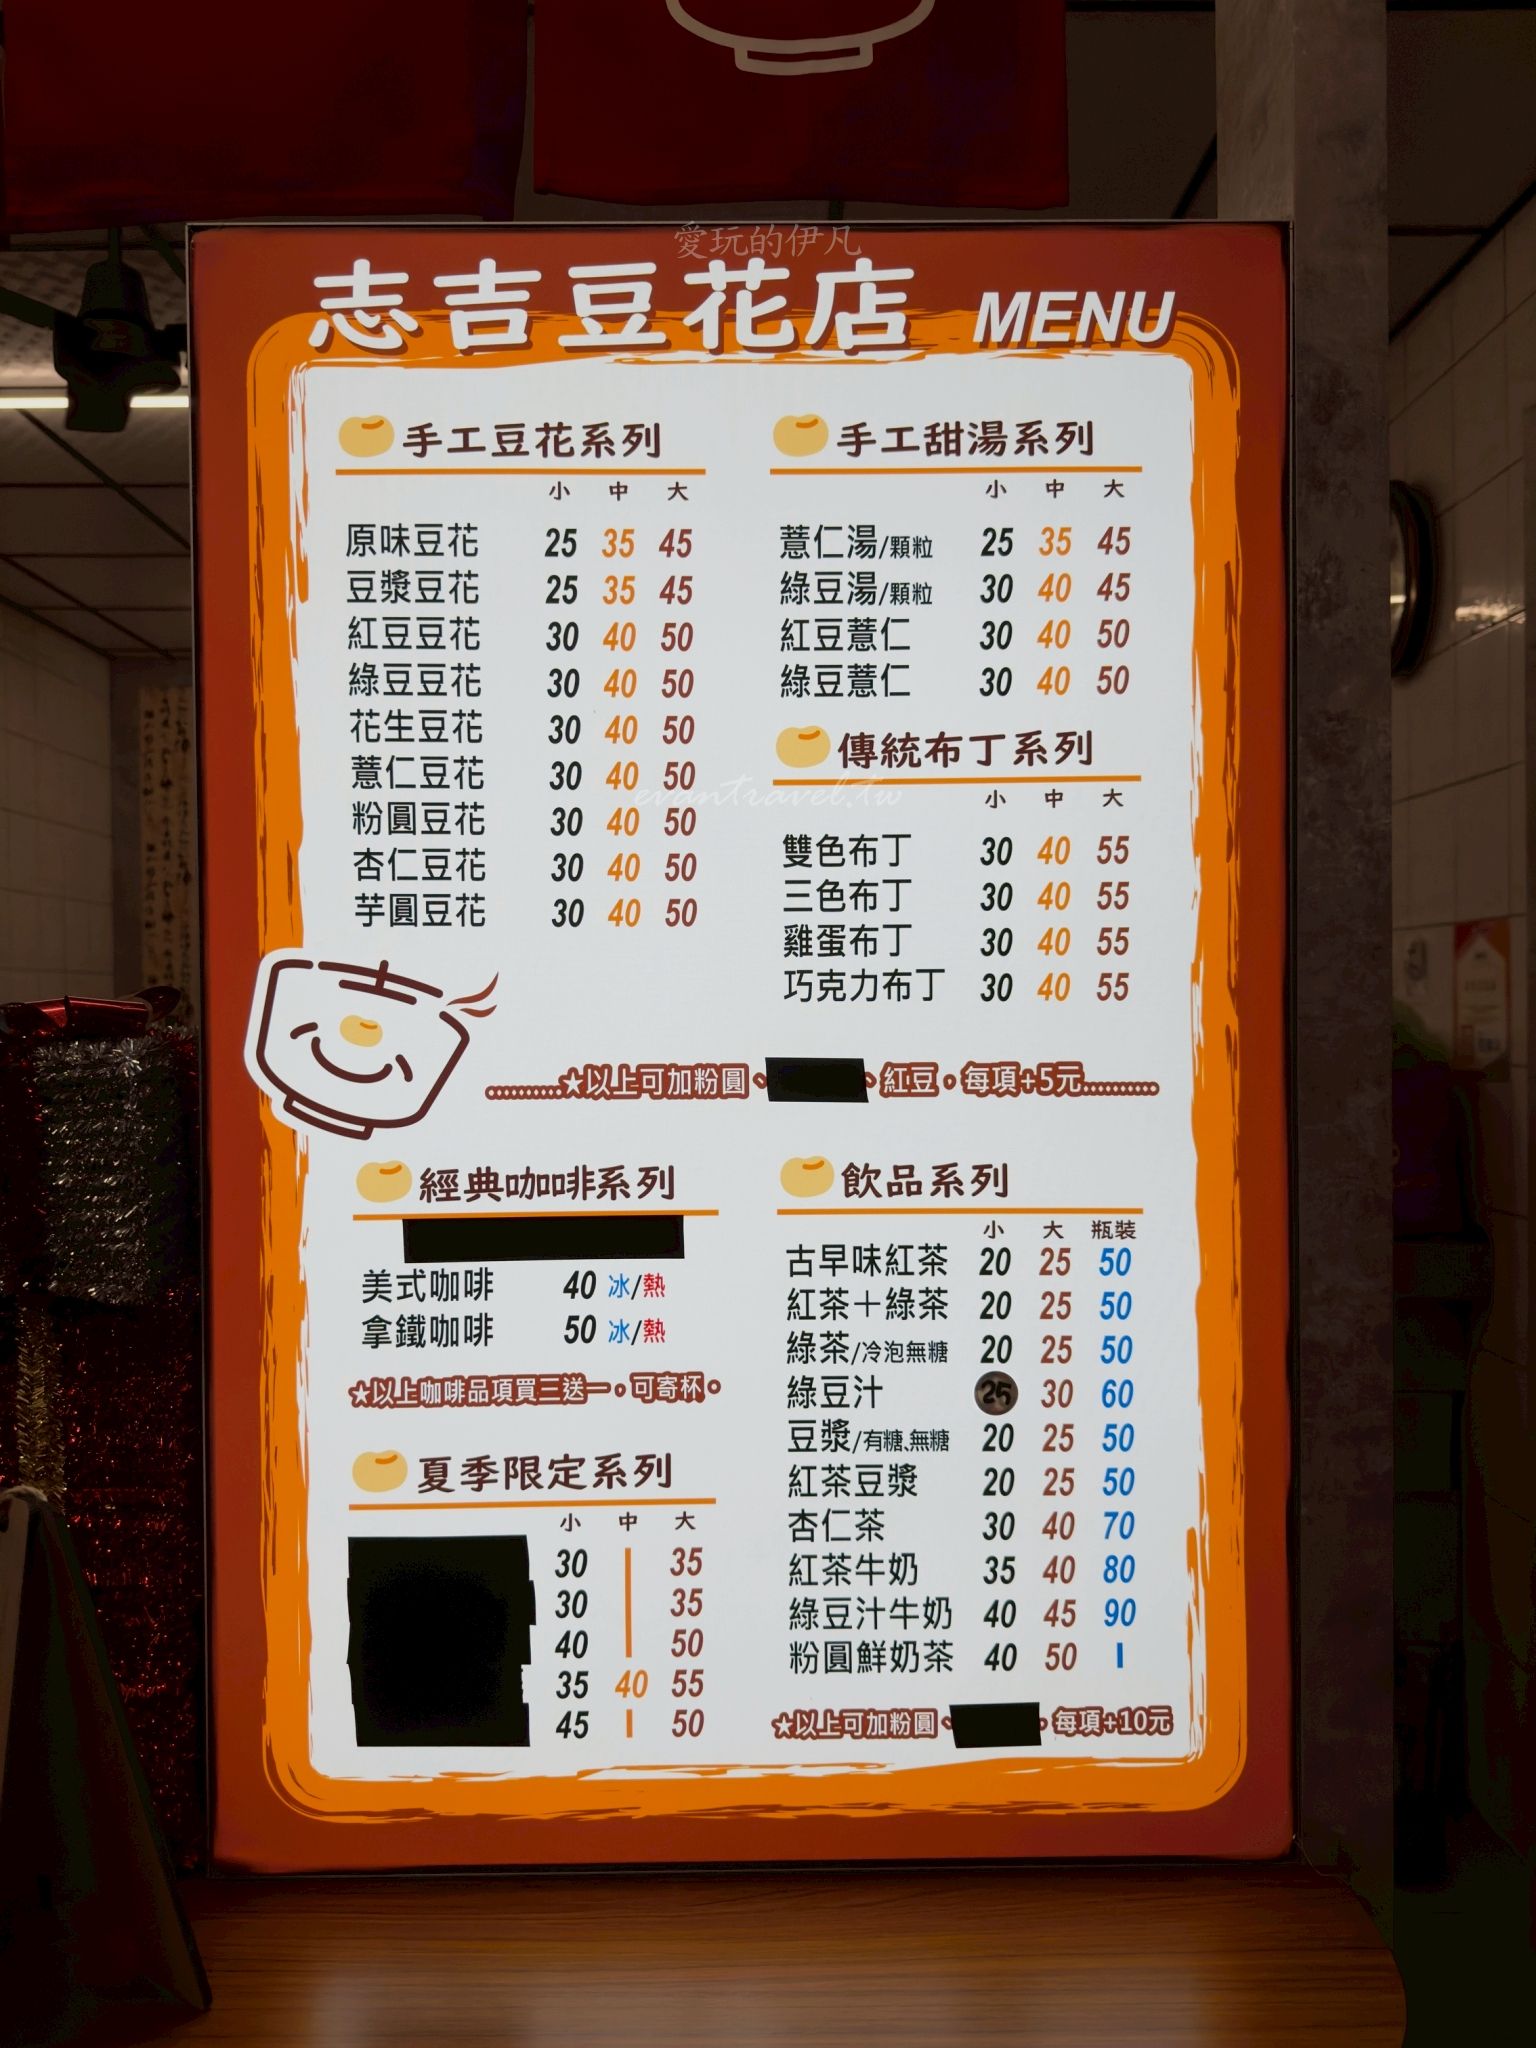 愛玩的伊凡
志吉豆花店 MENU
手工豆花系列
小 中 大
原味豆花 25 35 45
豆漿豆花 25 35 45
紅豆豆花 30 40 50
綠豆豆花 30 40 50
花生豆花 30 40 50
薏仁豆花 30 40 50
粉圓豆花 30 40 50
杏仁豆花 30 40 50
芋圓豆花 30 40 50
手工甜湯系列
小 中 大
薏仁湯/顆粒 25 35 45
綠豆湯/顆粒 30 40 45
紅豆薏仁 30 40 50
綠豆薏仁 30 40 50
傳統布丁系列
evantravel.tw
小 中 大
雙色布丁 30 40 55
三色布丁 30 40 55
雞蛋布丁 30 40 55
巧克力布丁 30 40 55
..........★以上可加粉圓、、紅豆，每項+5元...........
經典咖啡系列
美式咖啡 40 冰/熱
拿鐵咖啡 50 冰/熱
★以上咖啡品項買三送一，可寄杯。
夏季限定系列
小 中 大
30 | 35
30 | 35
40 | 50
35 40 55
45 | 50
飲品系列
小 大 瓶裝
古早味紅茶 20 25 50
紅茶＋綠茶 20 25 50
綠茶/冷泡無糖 20 25 50
綠豆汁 25 30 60
豆漿/有糖、無糖 20 25 50
紅茶豆漿 20 25 50
杏仁茶 30 40 70
紅茶牛奶 35 40 80
綠豆汁牛奶 40 45 90
粉圓鮮奶茶 40 50 |
★以上可加粉圓、，每項+10元